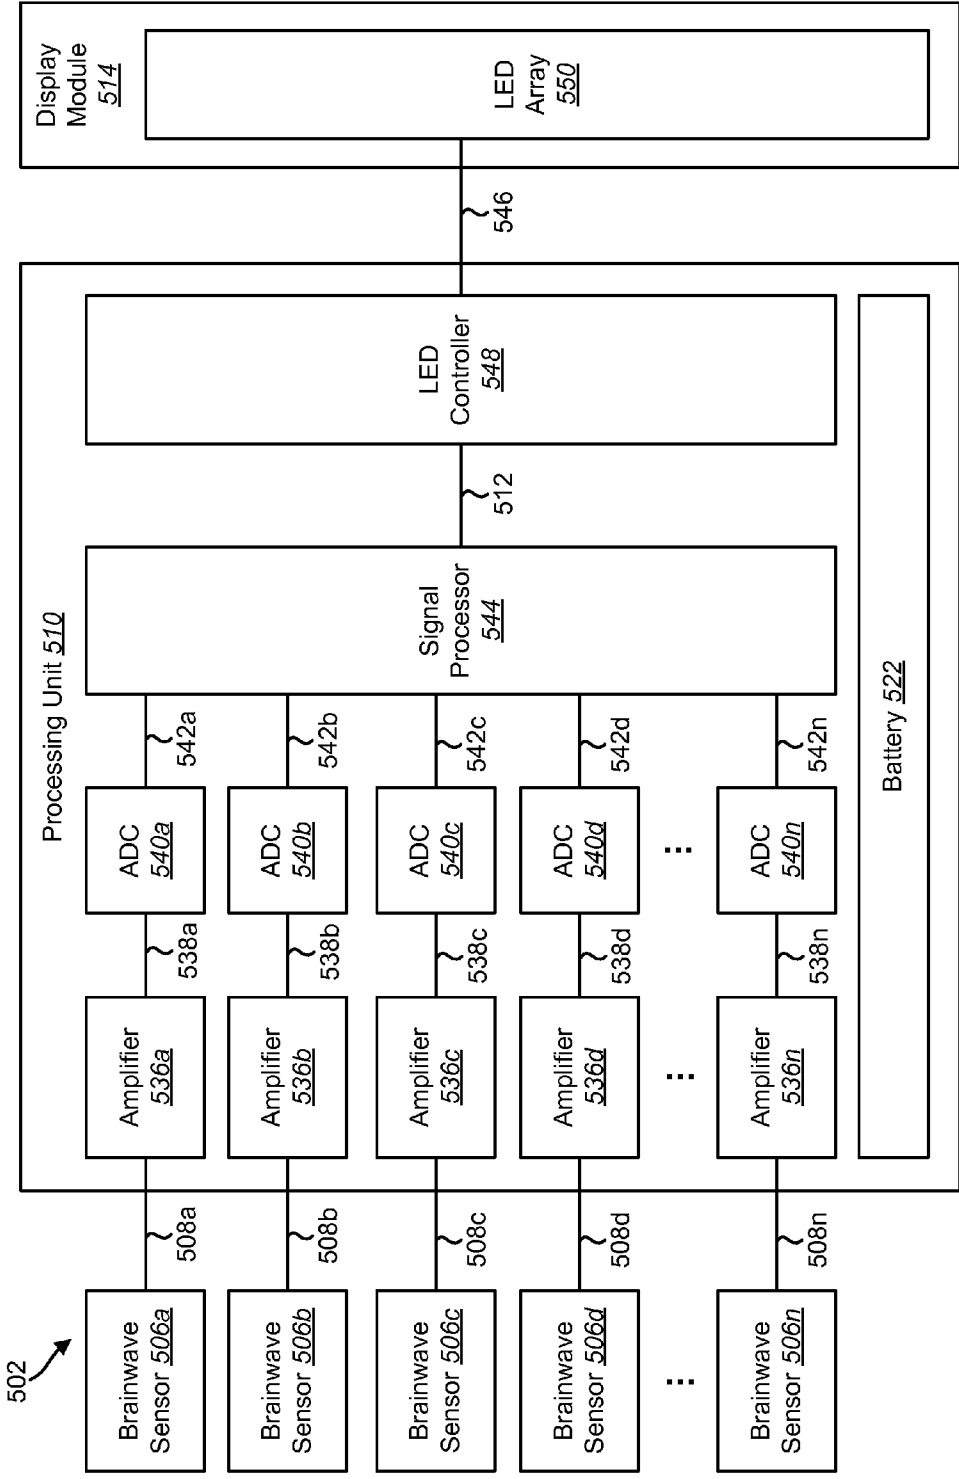 502
Brainwave
Sensor 506a
Brainwave
Sensor 506b
Brainwave
Sensor 506c
Brainwave
Sensor 506d
...
Brainwave
Sensor 506n
508a
508b
508c
508d
508n
Processing Unit 510
Amplifier
536a
Amplifier
536b
Amplifier
536c
Amplifier
536d
...
Amplifier
536n
538a
538b
538c
538d
538n
ADC
540a
ADC
540b
ADC
540c
ADC
540d
...
ADC
540n
542a
542b
542c
542d
542n
Signal
Processor
544
512
LED
Controller
548
Battery 522
546
Display
Module
514
LED
Array
550